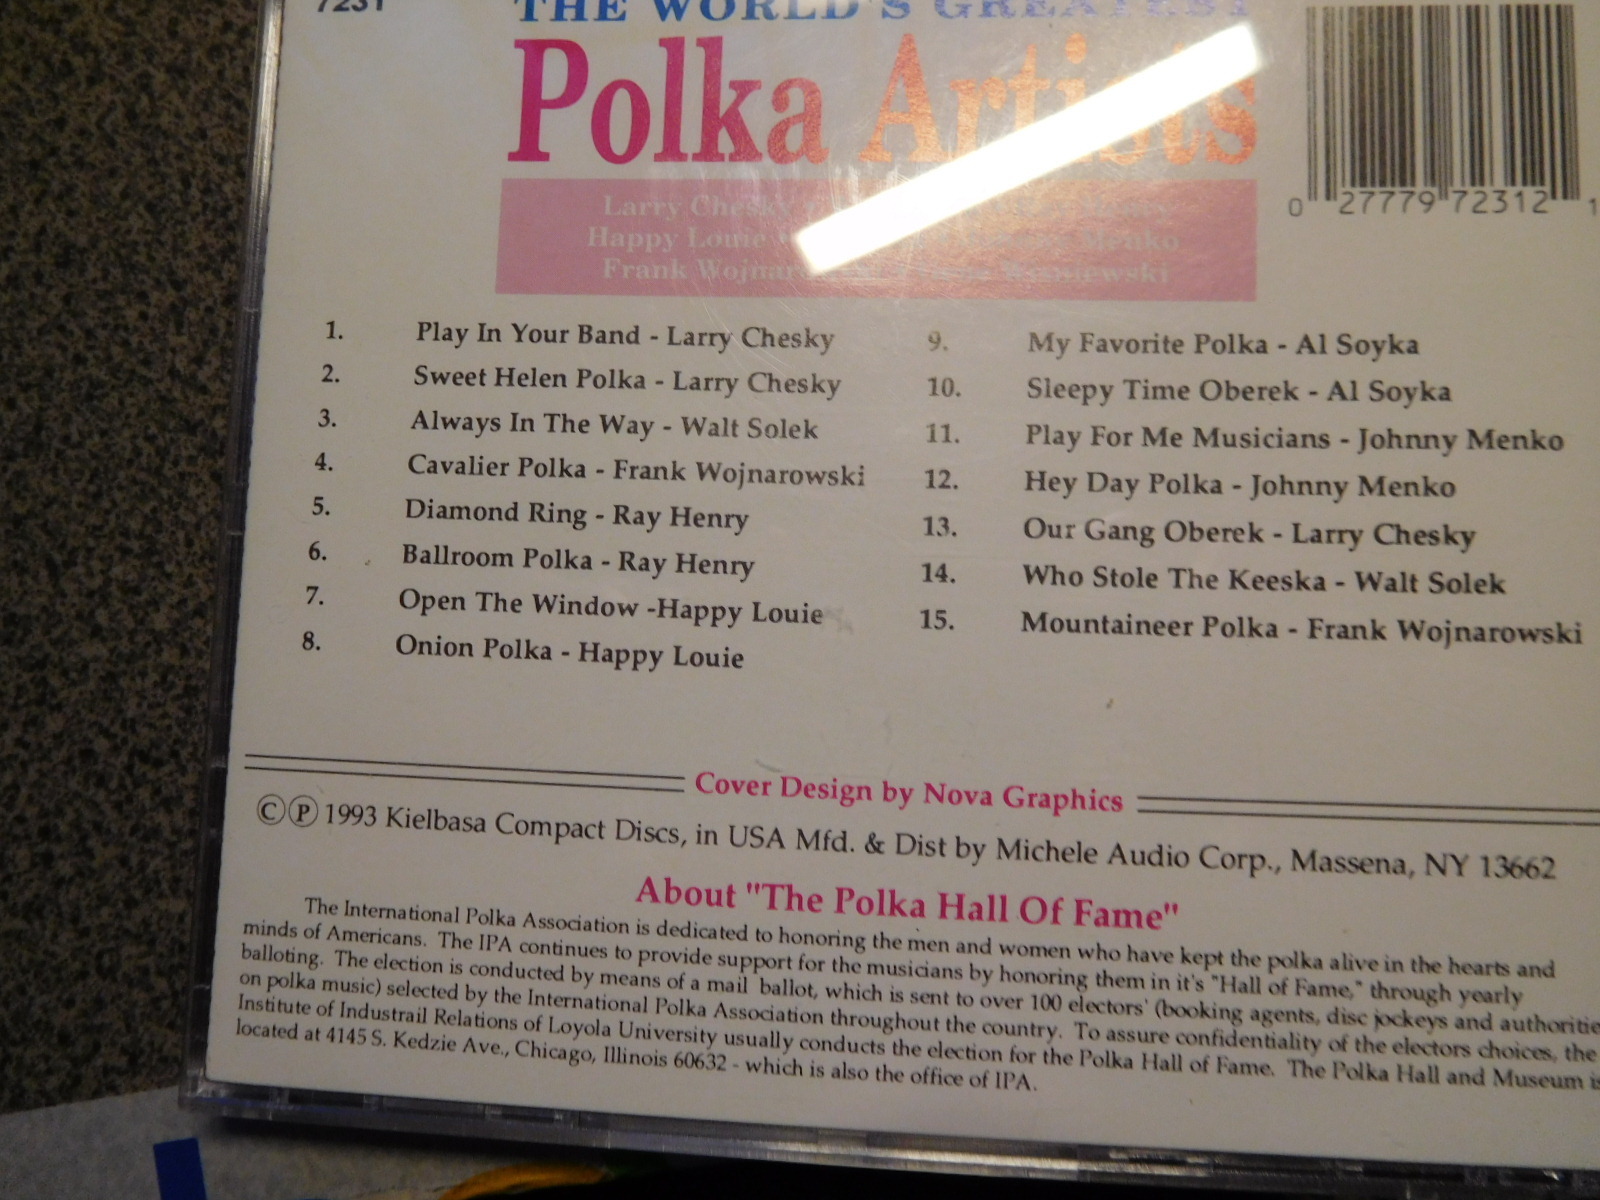 7231
THE WORLD'S GREATEST
Polka Artists
0 27779 72312 1
Larry Chesky
Happy Louie Menko
Frank Wojnarowski Wisniewski
1. Play In Your Band - Larry Chesky
2. Sweet Helen Polka - Larry Chesky
3. Always In The Way - Walt Solek
4. Cavalier Polka - Frank Wojnarowski
5. Diamond Ring - Ray Henry
6. Ballroom Polka - Ray Henry
7. Open The Window -Happy Louie
8. Onion Polka - Happy Louie
9. My Favorite Polka - Al Soyka
10. Sleepy Time Oberek - Al Soyka
11. Play For Me Musicians - Johnny Menko
12. Hey Day Polka - Johnny Menko
13. Our Gang Oberek - Larry Chesky
14. Who Stole The Keeska - Walt Solek
15. Mountaineer Polka - Frank Wojnarowski
Cover Design by Nova Graphics
©℗ 1993 Kielbasa Compact Discs, in USA Mfd. & Dist by Michele Audio Corp., Massena, NY 13662
About "The Polka Hall Of Fame"
The International Polka Association is dedicated to honoring the men and women who have kept the polka alive in the hearts and
minds of Americans. The IPA continues to provide support for the musicians by honoring them in it's "Hall of Fame," through yearly
balloting. The election is conducted by means of a mail ballot, which is sent to over 100 electors' (booking agents, disc jockeys and authoritie
on polka music) selected by the International Polka Association throughout the country. To assure confidentiality of the electors choices, the
Institute of Industrail Relations of Loyola University usually conducts the election for the Polka Hall of Fame. The Polka Hall and Museum is
located at 4145 S. Kedzie Ave., Chicago, Illinois 60632 - which is also the office of IPA.